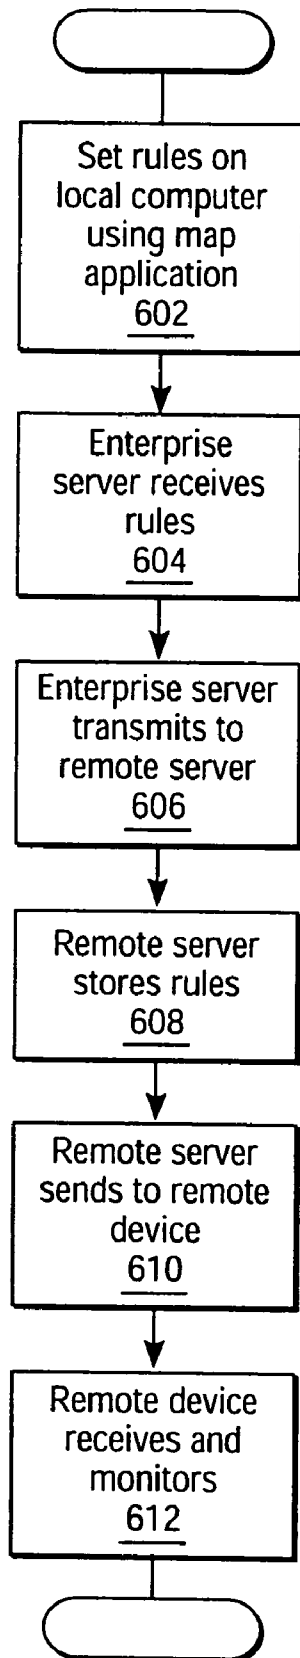 Set rules on
local computer
using map
application
602
Enterprise
server receives
rules
604
Enterprise server
transmits to
remote server
606
Remote server
stores rules
608
Remote server
sends to remote
device
610
Remote device
receives and
monitors
612